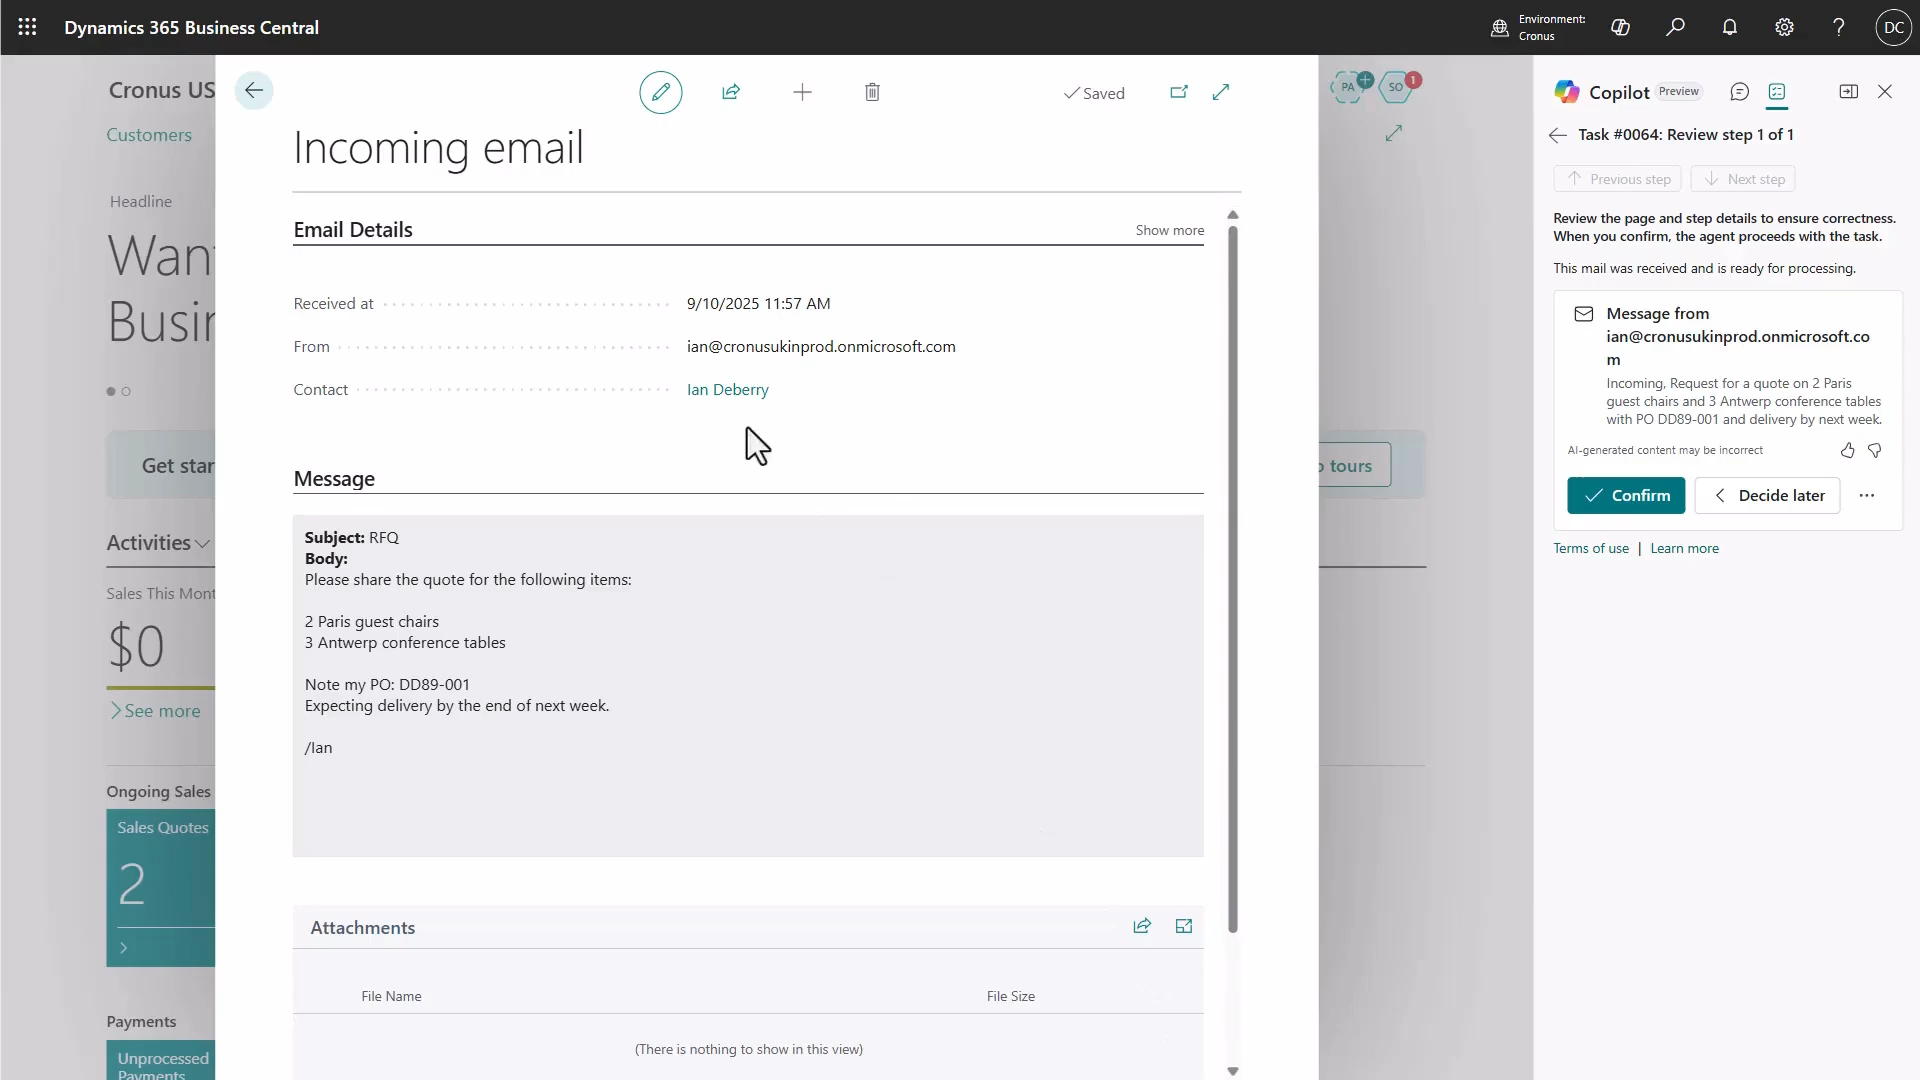 Dynamics 365 Business Central
Environment:
Cronus
DC
Cronus US
Customers
Headline
Want
Busin
Get star
Activities
Sales This Mont
$0
See more
Ongoing Sales
Sales Quotes
2
Payments
Unprocessed
Payments
Saved
Incoming email
Email Details
Show more
Received at
9/10/2025 11:57 AM
From
ian@cronusukinprod.onmicrosoft.com
Contact
Ian Deberry
Message
Subject: RFQ
Body:
Please share the quote for the following items:
2 Paris guest chairs
3 Antwerp conference tables
Note my PO: DD89-001
Expecting delivery by the end of next week.
/Ian
Attachments
File Name
File Size
(There is nothing to show in this view)
PA
SO
1
tours
Copilot
Preview
Task #0064: Review step 1 of 1
Previous step
Next step
Review the page and step details to ensure correctness.
When you confirm, the agent proceeds with the task.
This mail was received and is ready for processing.
Message from
ian@cronusukinprod.onmicrosoft.co
m
Incoming, Request for a quote on 2 Paris
guest chairs and 3 Antwerp conference tables
with PO DD89-001 and delivery by next week.
AI-generated content may be incorrect
Confirm
Decide later
Terms of use | Learn more